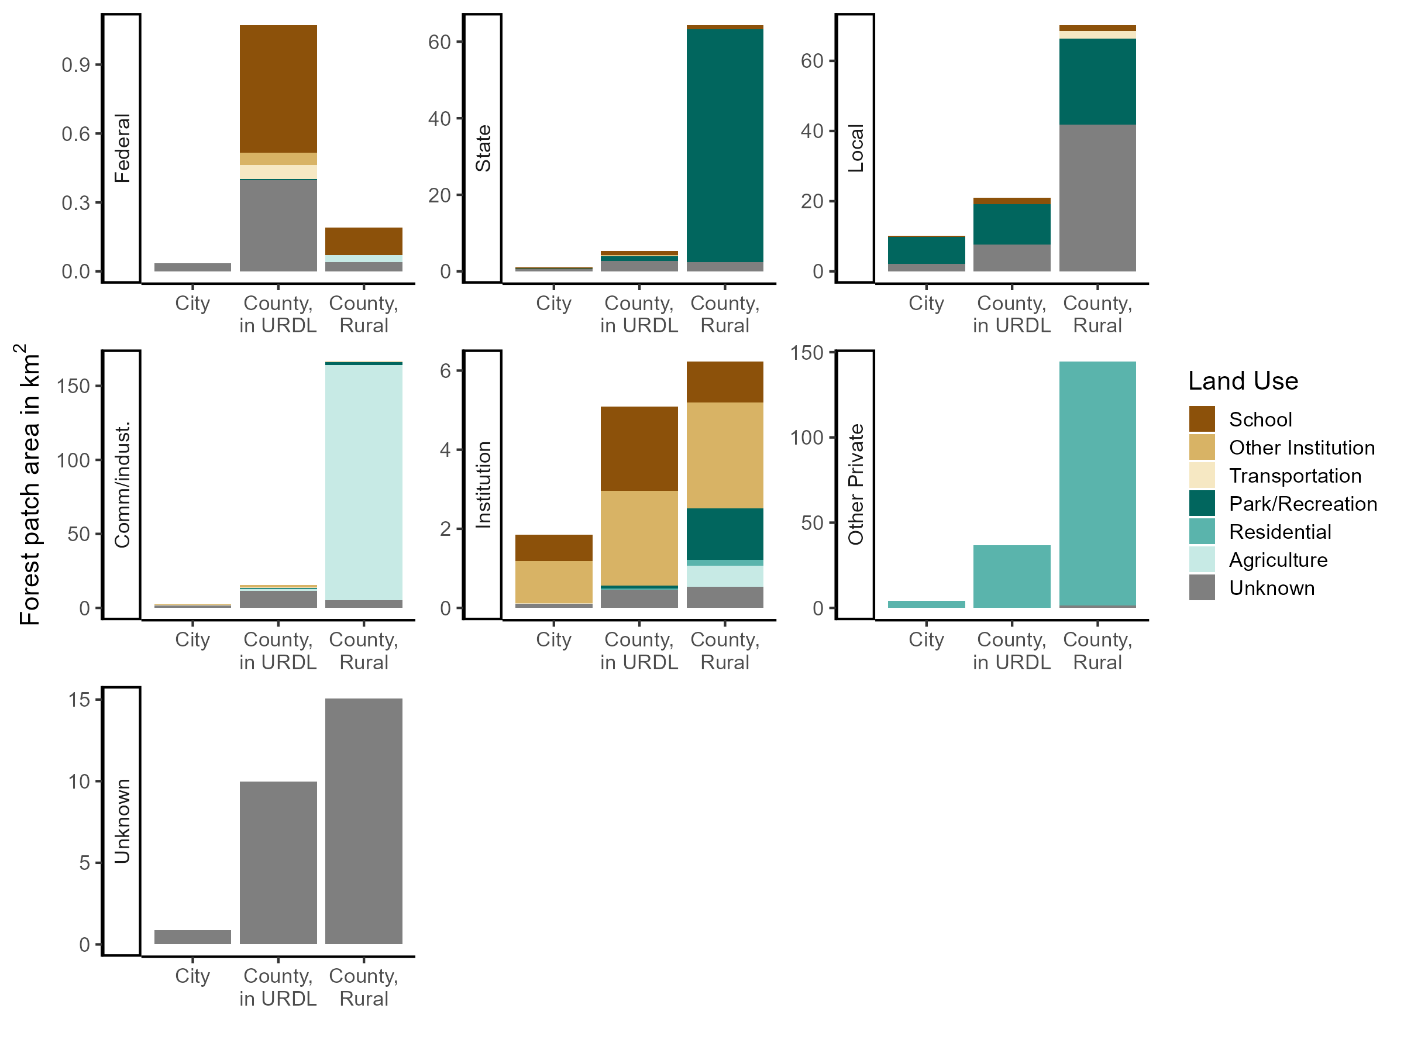 Forest patch area in km2
Federal
0.9
0.6
0.3
0.0
City
County,
in URDL
County,
Rural
State
60
40
20
0
City
County,
in URDL
County,
Rural
Local
60
40
20
0
City
County,
in URDL
County,
Rural
Comm/indust.
150
100
50
0
City
County,
in URDL
County,
Rural
Institution
6
4
2
0
City
County,
in URDL
County,
Rural
Other Private
150
100
50
0
City
County,
in URDL
County,
Rural
Unknown
15
10
5
0
City
County,
in URDL
County,
Rural
Land Use
School
Other Institution
Transportation
Park/Recreation
Residential
Agriculture
Unknown